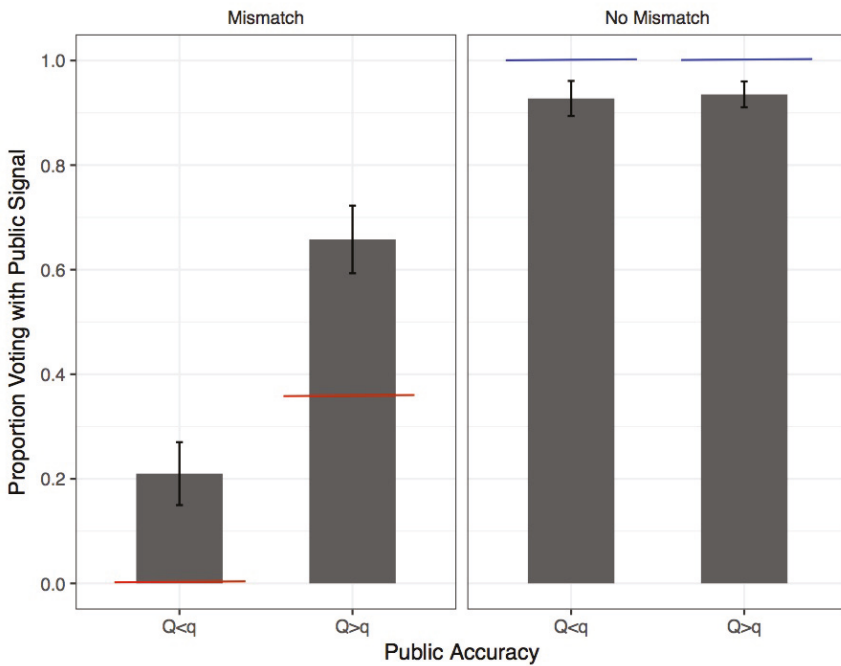 Mismatch
No Mismatch
Proportion Voting with Public Signal
1.0
0.8
0.6
0.4
0.2
0.0
Q<q
Q>q
Q<q
Q>q
Public Accuracy